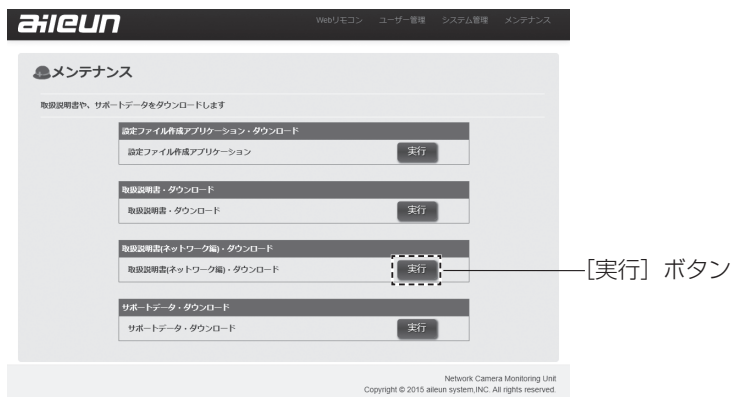 aileun
Webリモコン ユーザー管理 システム管理 メンテナンス
メンテナンス
取扱説明書や、サポートデータをダウンロードします
設定ファイル作成アプリケーション・ダウンロード
設定ファイル作成アプリケーション 実行
取扱説明書・ダウンロード
取扱説明書・ダウンロード 実行
取扱説明書(ネットワーク編)・ダウンロード
取扱説明書(ネットワーク編)・ダウンロード 実行
[実行] ボタン
サポートデータ・ダウンロード
サポートデータ・ダウンロード 実行
Network Camera Monitoring Unit
Copyright © 2015 aileun system,INC. All rights reserved.